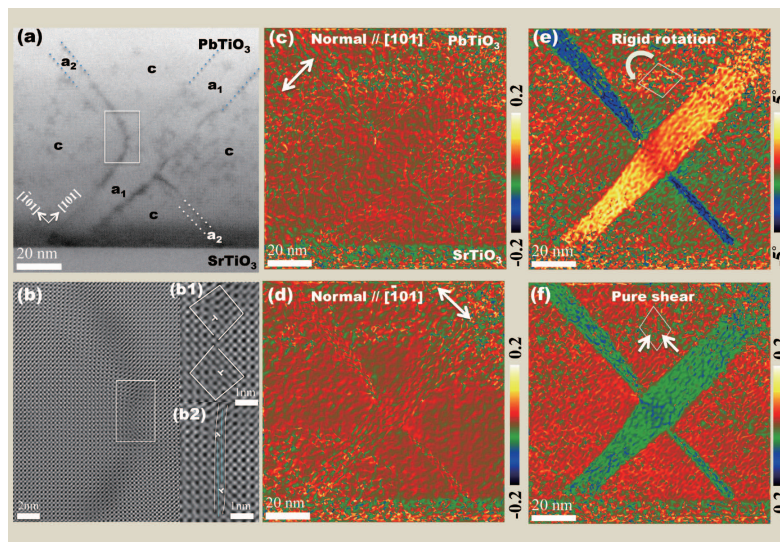 (a)
PbTiO₃
a₂
c
a₁
c
c
a₁
[1̄01]
[101]
c
a₂
20 nm
SrTiO₃
(b)
2nm
(b1)
1nm
(b2)
1nm
(c)
Normal // [101]
PbTiO₃
20 nm
SrTiO₃
0.2
-0.2
(d)
Normal // [1̄01]
20 nm
0.2
-0.2
(e)
Rigid rotation
20 nm
5°
5°
(f)
Pure shear
20 nm
0.2
0.2